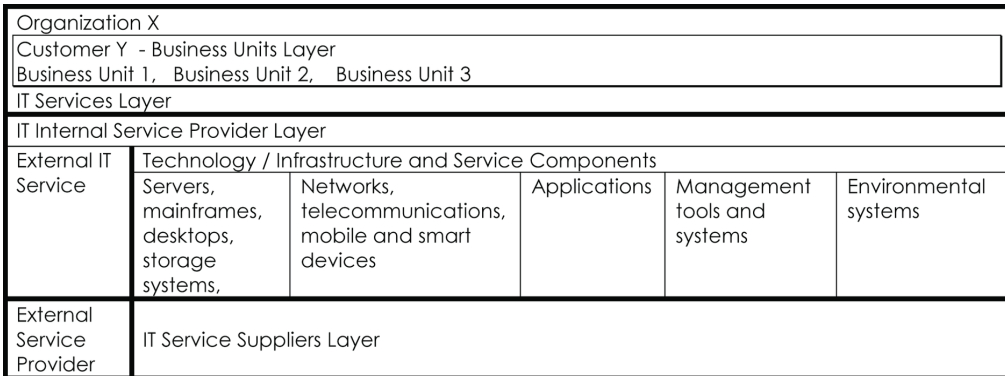 Organization X
Customer Y - Business Units Layer
Business Unit 1, Business Unit 2, Business Unit 3
IT Services Layer
IT Internal Service Provider Layer
External IT
Service
Technology / Infrastructure and Service Components
Servers,
mainframes,
desktops,
storage
systems,
Networks,
telecommunications,
mobile and smart
devices
Applications
Management
tools and
systems
Environmental
systems
External
Service
Provider
IT Service Suppliers Layer